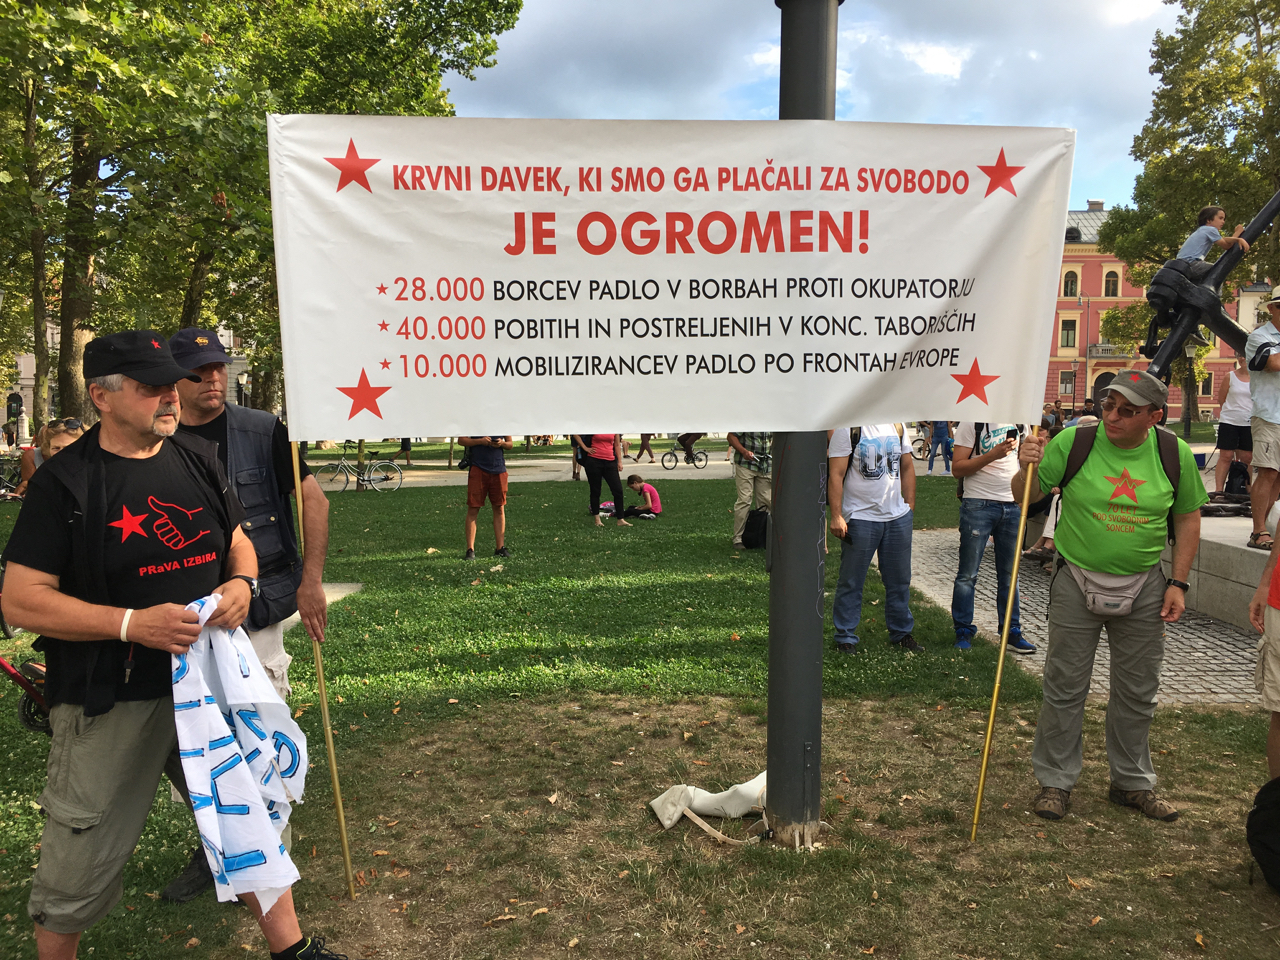 KRVNI DAVEK, KI SMO GA PLAČALI ZA SVOBODO
JE OGROMEN!
28.000 BORCEV PADLO V BORBAH PROTI OKUPATORJU
40.000 POBITIH IN POSTRELJENIH V KONC. TABORIŠČIH
10.000 MOBILIZIRANCEV PADLO PO FRONTAH EVROPE
PRaVA IZBiRA
70 LET
POD SVOBODNIM
SONCEM